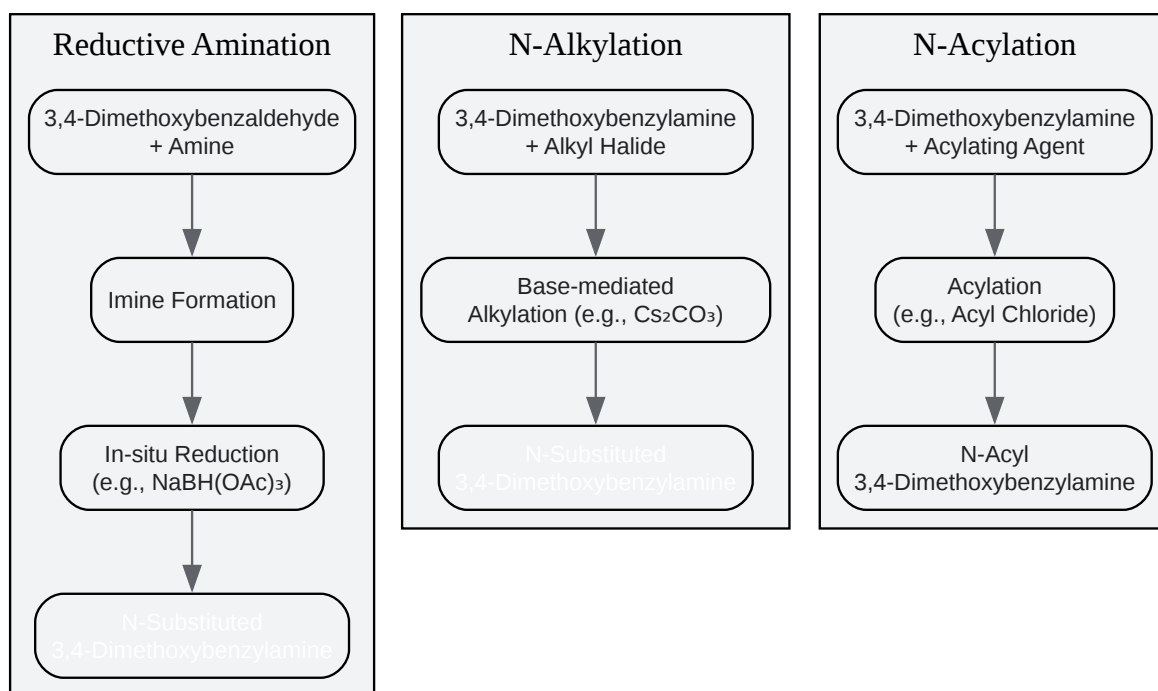 Reductive Amination
3,4-Dimethoxybenzaldehyde
+ Amine
Imine Formation
In-situ Reduction
(e.g., NaBH(OAc)₃)
N-Substituted
3,4-Dimethoxybenzylamine
N-Alkylation
3,4-Dimethoxybenzylamine
+ Alkyl Halide
Base-mediated
Alkylation (e.g., Cs₂CO₃)
N-Substituted
3,4-Dimethoxybenzylamine
N-Acylation
3,4-Dimethoxybenzylamine
+ Acylating Agent
Acylation
(e.g., Acyl Chloride)
N-Acyl
3,4-Dimethoxybenzylamine